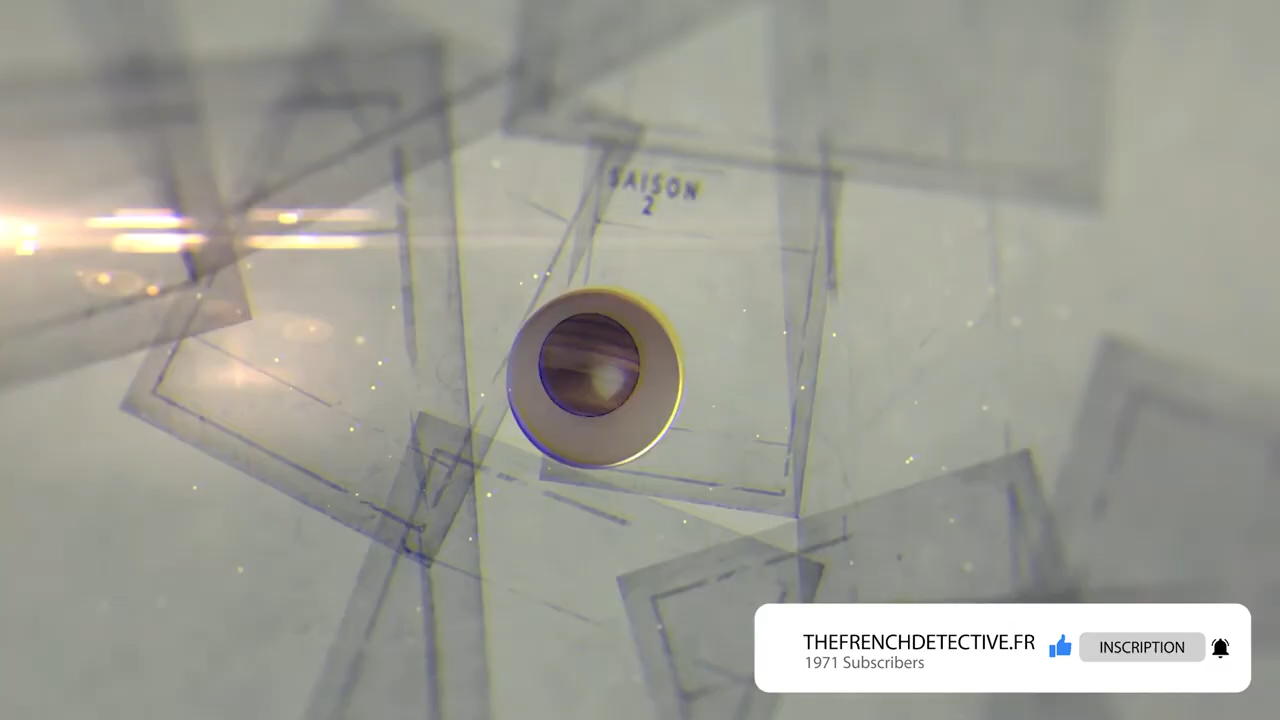 SAISON
2
THEFRENCHDETECTIVE.FR
1971 Subscribers
INSCRIPTION